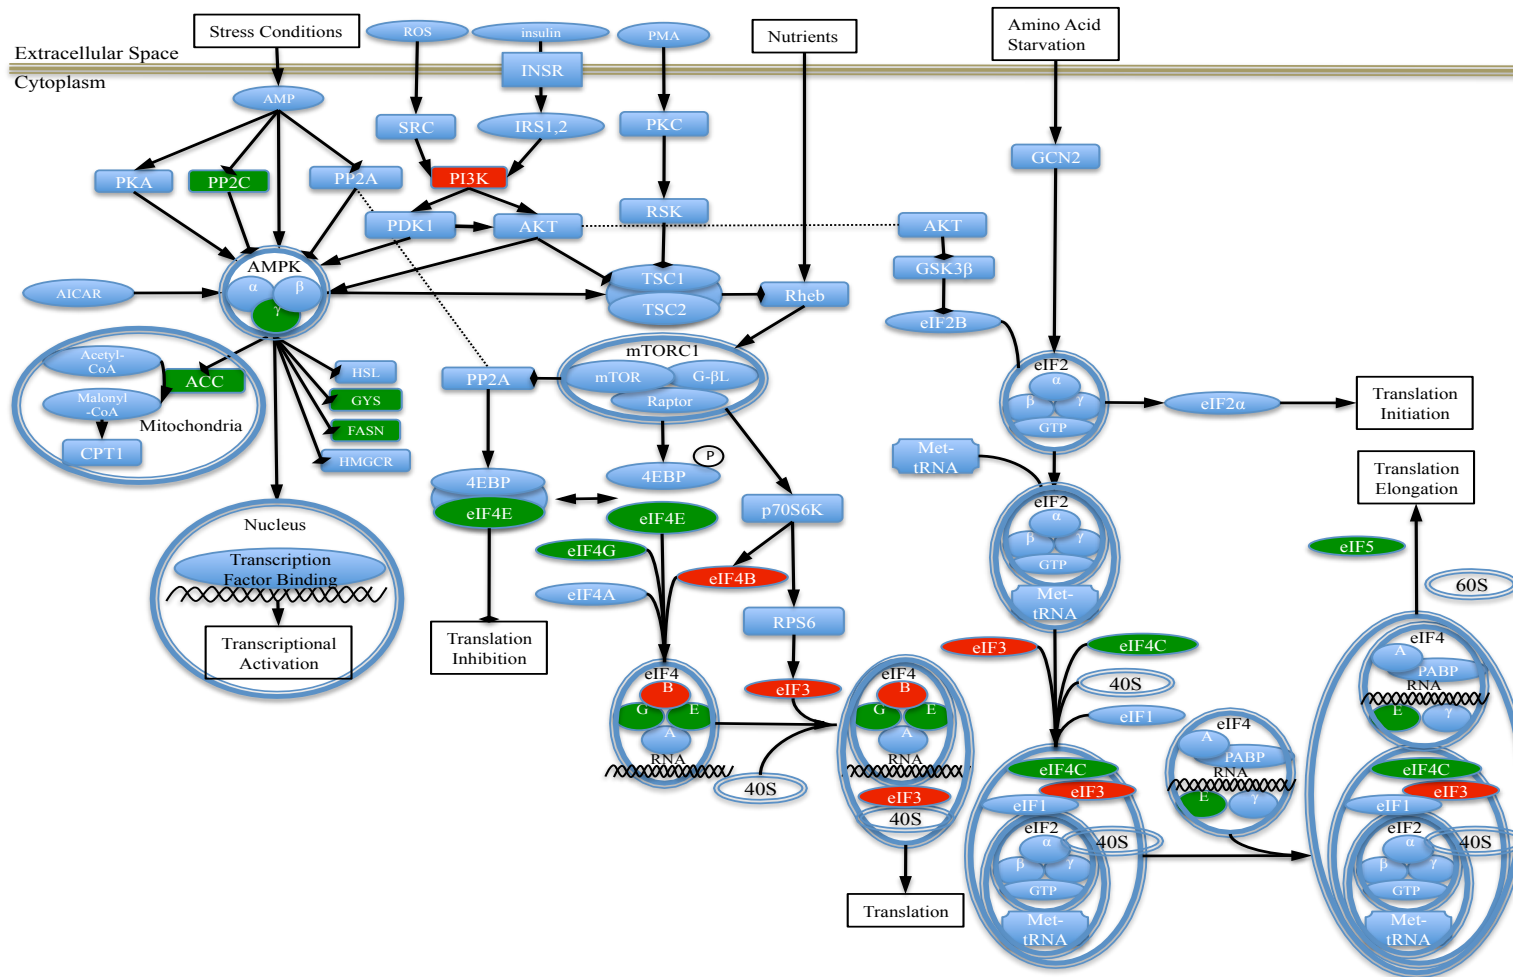 Stress Conditions
ROS
insulin
PMA
Nutrients
Amino Acid
Starvation
Extracellular Space
Cytoplasm
INSR
AMP
SRC
IRS1,2
PKC
GCN2
PKA
PP2C
PP2A
PI3K
PDK1
AKT
RSK
AKT
AMPK
α
β
γ
AICAR
TSC1
TSC2
Rheb
GSK3β
eIF2B
Acetyl-
CoA
ACC
Malonyl
-CoA
Mitochondria
CPT1
HSL
GYS
FASN
HMGCR
PP2A
mTORC1
mTOR
G-βL
Raptor
eIF2
α
β
γ
GTP
eIF2α
Translation
Initiation
4EBP
eIF4E
4EBP
P
eIF4E
p70S6K
Met-
tRNA
eIF2
α
β
γ
GTP
Met-
tRNA
Translation
Elongation
eIF5
60S
Nucleus
Transcription
Factor Binding
Transcriptional
Activation
eIF4G
eIF4A
eIF4B
RPS6
Translation
Inhibition
eIF3
eIF4
B
G
E
A
RNA
40S
eIF4
B
G
E
A
RNA
eIF3
40S
Translation
eIF3
eIF4C
40S
eIF1
eIF4C
eIF3
eIF1
eIF2
40S
α
β
γ
GTP
Met-
tRNA
eIF4
A
PABP
RNA
E
γ
eIF4
A
PABP
RNA
E
γ
eIF4C
eIF3
eIF1
eIF2
40S
α
β
γ
GTP
Met-
tRNA